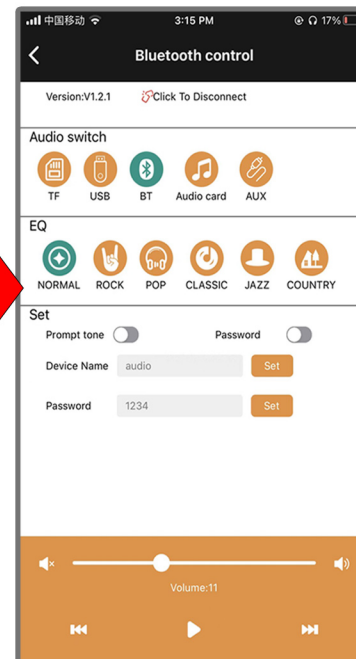 中国移动 3:15 PM 17%
Bluetooth control
Version:V1.2.1 Click To Disconnect
Audio switch
TF USB BT Audio card AUX
EQ
NORMAL ROCK POP CLASSIC JAZZ COUNTRY
Set
Prompt tone Password
Device Name audio Set
Password 1234 Set
Volume:11